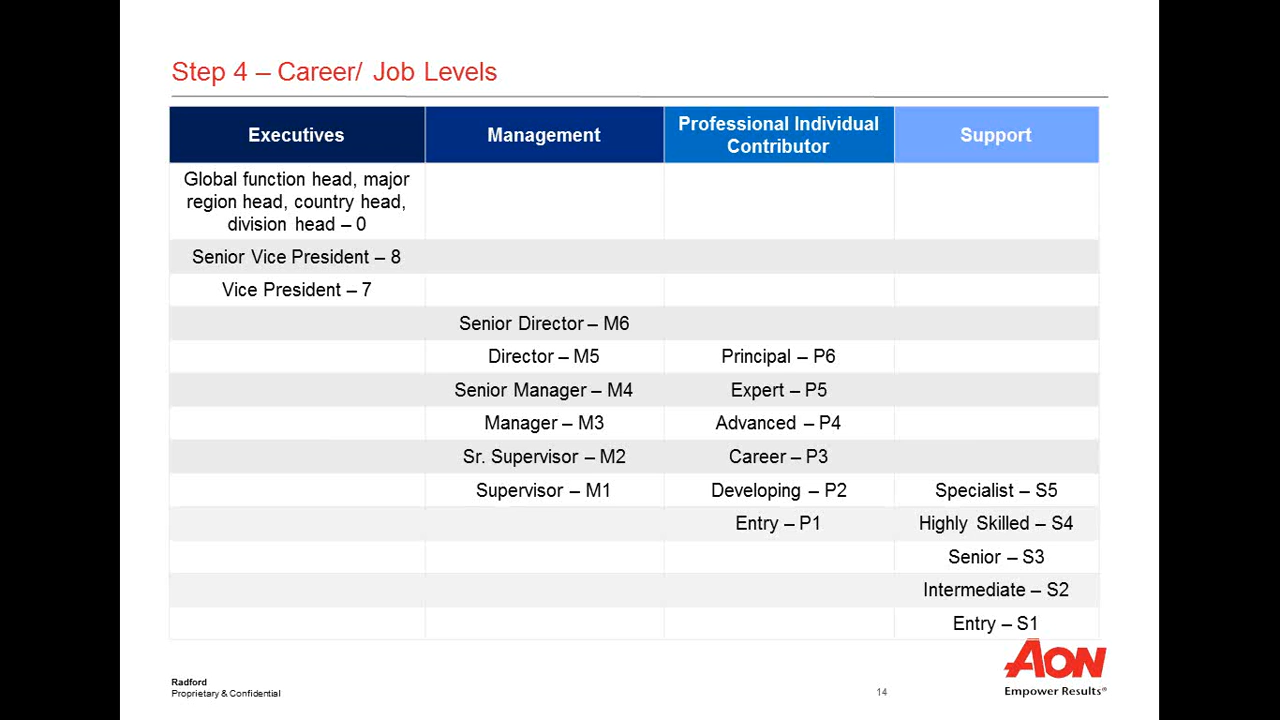 Step 4 – Career/ Job Levels
Executives
Management
Professional Individual
Contributor
Support
Global function head, major
region head, country head,
division head – 0
Senior Vice President – 8
Vice President – 7
Senior Director – M6
Director – M5
Principal – P6
Senior Manager – M4
Expert – P5
Manager – M3
Advanced – P4
Sr. Supervisor – M2
Career – P3
Supervisor – M1
Developing – P2
Specialist – S5
Entry – P1
Highly Skilled – S4
Senior – S3
Intermediate – S2
Entry – S1
Radford
Proprietary & Confidential
14
AON
Empower Results®